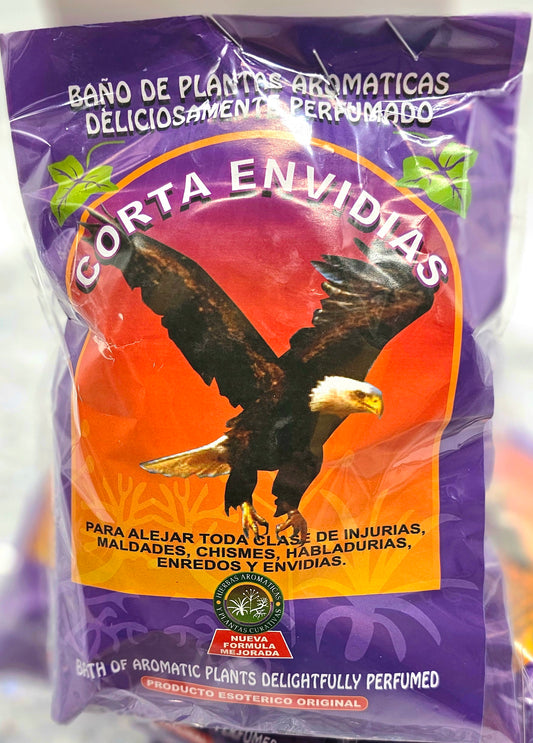 BAÑO DE PLANTAS AROMATICAS
DELICIOSAMENTE PERFUMADO
CORTA ENVIDIAS
PARA ALEJAR TODA CLASE DE INJURIAS,
MALDADES, CHISMES, HABLADURIAS,
ENREDOS Y ENVIDIAS.
HIERBAS AROMATICAS
Y PLANTAS CURATIVAS
NUEVA
FORMULA
MEJORADA
BATH OF AROMATIC PLANTS DELIGHTFULLY PERFUMED
PRODUCTO ESOTERICO ORIGINAL